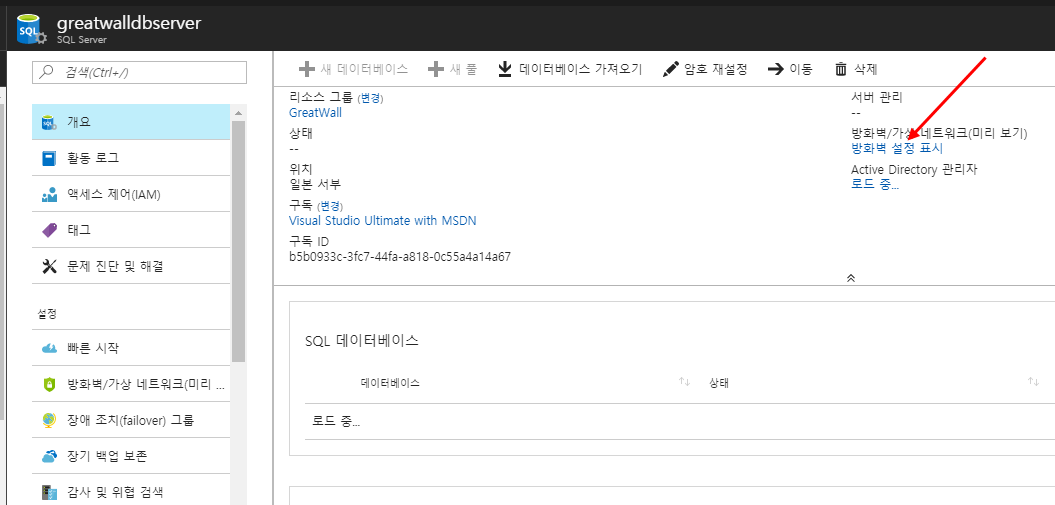 SQL
greatwalldbserver
SQL Server
검색(Ctrl+/)
개요
활동 로그
액세스 제어(IAM)
태그
문제 진단 및 해결
설정
빠른 시작
방화벽/가상 네트워크(미리 ...
장애 조치(failover) 그룹
장기 백업 보존
감사 및 위협 검색
새 데이터베이스 새 풀 데이터베이스 가져오기 암호 재설정 이동 삭제
리소스 그룹 (변경)
GreatWall
상태
--
위치
일본 서부
구독 (변경)
Visual Studio Ultimate with MSDN
구독 ID
b5b0933c-3fc7-44fa-a818-0c55a4a14a67
서버 관리
--
방화벽/가상 네트워크(미리 보기)
방화벽 설정 표시
Active Directory 관리자
로드 중...
SQL 데이터베이스
데이터베이스 상태
로드 중...